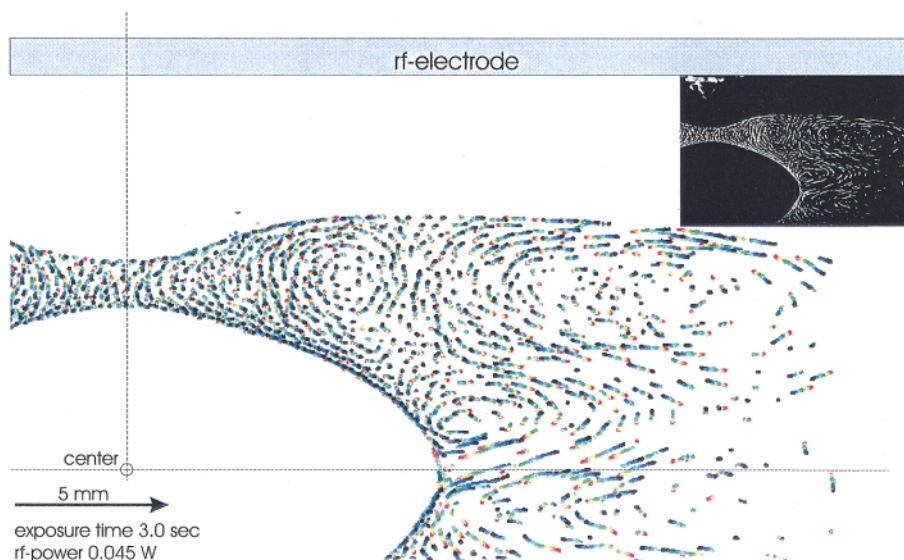 rf-electrode
center
5 mm
exposure time 3.0 sec
rf-power 0.045 W